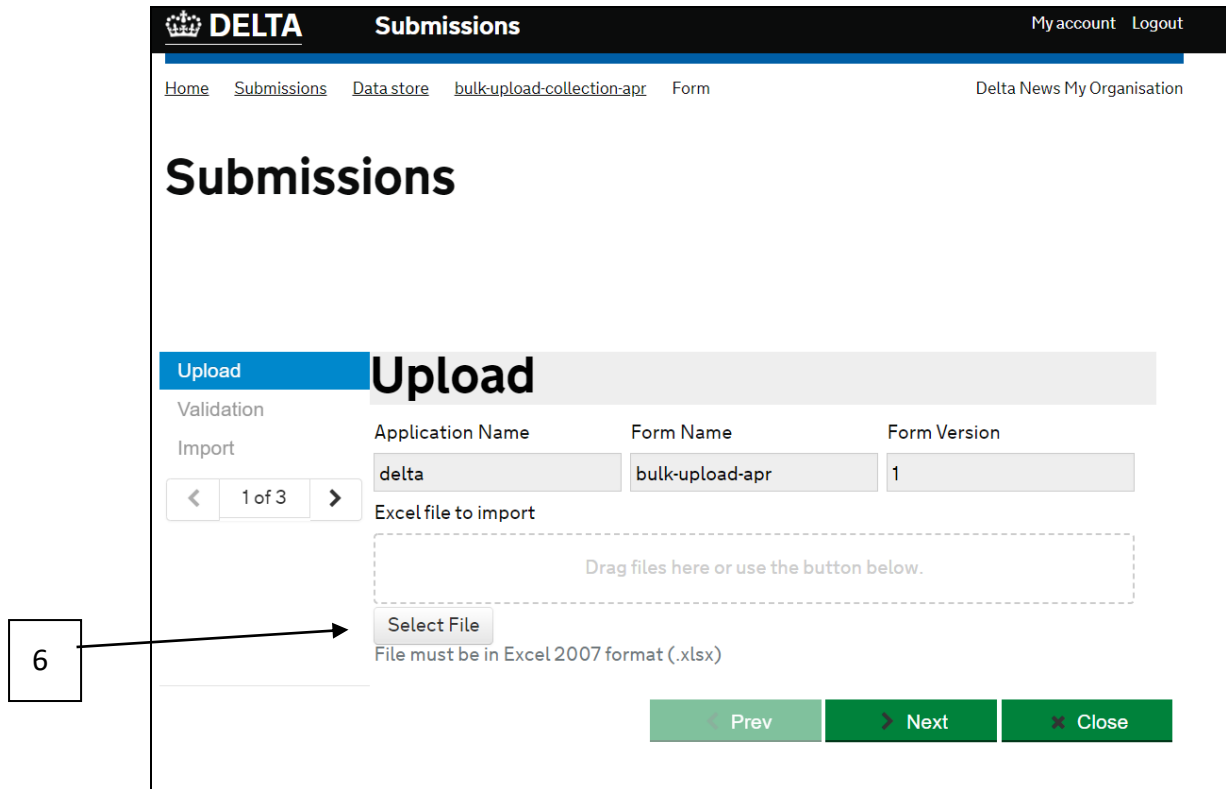 DELTA Submissions My account Logout
Home Submissions Data store bulk-upload-collection-apr Form Delta News My Organisation
Submissions
Upload
Validation
Import
1 of 3
Upload
Application Name Form Name Form Version
delta bulk-upload-apr 1
Excel file to import
Drag files here or use the button below.
Select File
File must be in Excel 2007 format (.xlsx)
6
Prev Next Close